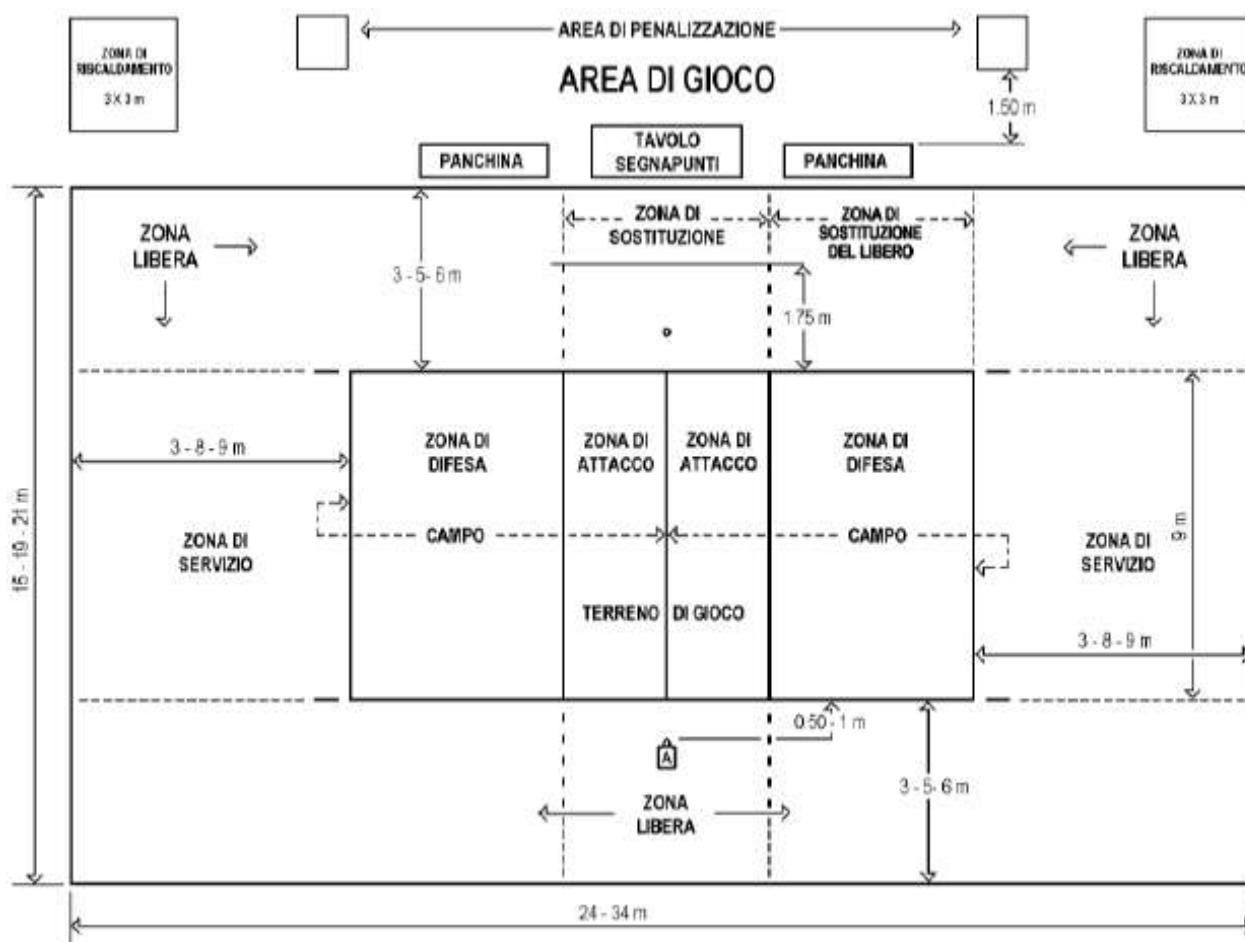 AREA DI PENALIZZAZIONE
ZONA DI
RISCALDAMENTO
3 X 3 m
ZONA DI
RISCALDAMENTO
3 X 3 m
AREA DI GIOCO
1.50 m
PANCHINA
TAVOLO
SEGNAPUNTI
PANCHINA
ZONA
LIBERA
ZONA DI
SOSTITUZIONE
ZONA DI
SOSTITUZIONE
DEL LIBERO
ZONA
LIBERA
3 - 5 - 6 m
1.75 m
3 - 8 - 9 m
ZONA DI
DIFESA
ZONA DI
ATTACCO
ZONA DI
ATTACCO
ZONA DI
DIFESA
15 - 19 - 21 m
ZONA DI
SERVIZIO
CAMPO
CAMPO
9 m
ZONA DI
SERVIZIO
TERRENO DI GIOCO
3 - 8 - 9 m
0.50 - 1 m
A
ZONA
LIBERA
3 - 5 - 6 m
24 - 34 m